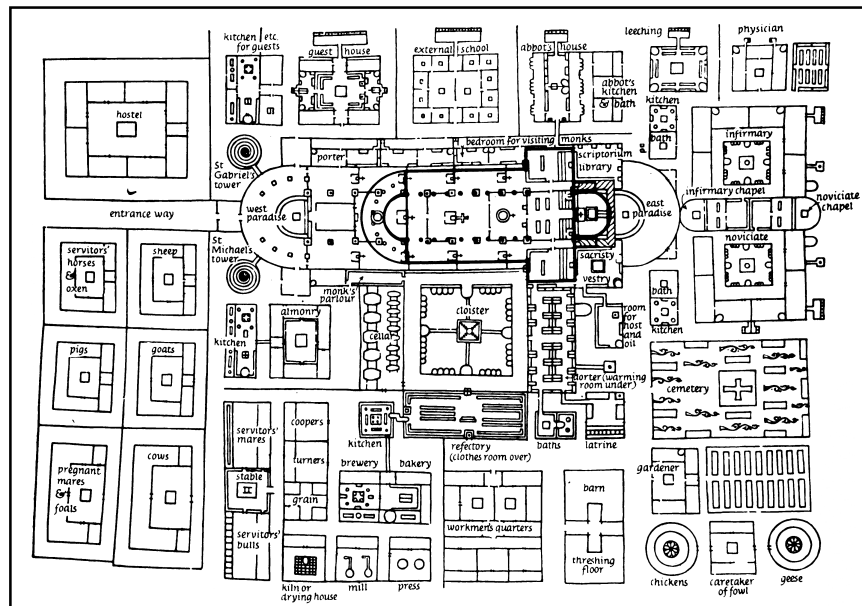 kitchen etc.
for guests
guest house
external school
abbot's house
abbot's
kitchen
& bath
leeching
physician
hostel
kitchen
bath
infirmary
porter
bedroom for visiting monks
scriptorium
library
St
Gabriel's
tower
west
paradise
east
paradise
infirmary chapel
noviciate
chapel
entrance way
St
Michael's
tower
sacristy
vestry
noviciate
servitors'
horses
&
oxen
sheep
monk's
parlour
cloister
bath
kitchen
room
for
host
and
oil
almonry
kitchen
cellar
pigs
goats
dorter (warming
room under)
cemetery
servitors'
mares
coopers
turners
kitchen
refectory
(clothes room over)
baths
latrine
pregnant
mares
&
foals
cows
stable
grain
brewery
bakery
gardener
barn
workmen's quarters
servitors'
bulls
threshing
floor
kiln or
drying house
mill
press
chickens
caretaker
of fowl
geese